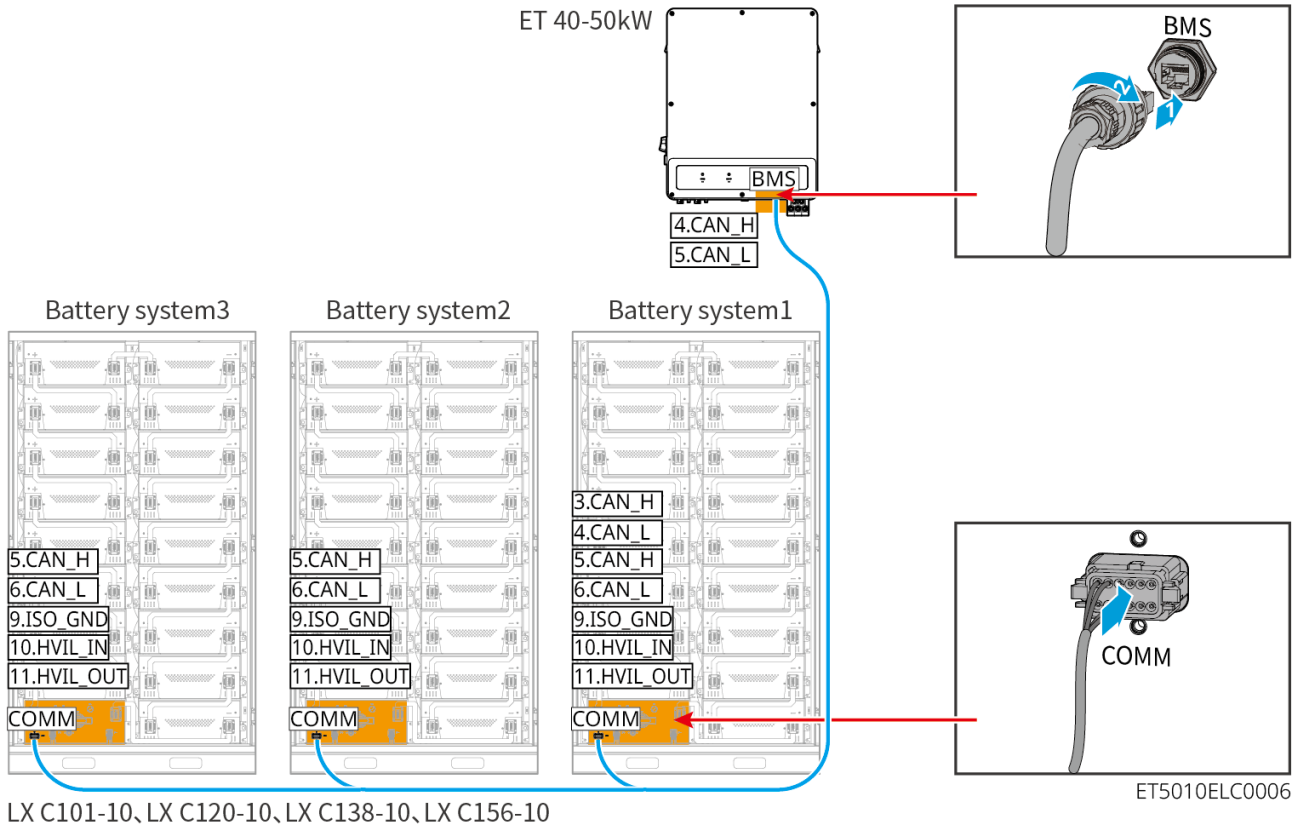 ET 40-50kW
BMS
2
1
BMS
4.CAN_H
5.CAN_L
Battery system3
Battery system2
Battery system1
5.CAN_H
6.CAN_L
9.ISO_GND
10.HVIL_IN
11.HVIL_OUT
COMM
5.CAN_H
6.CAN_L
9.ISO_GND
10.HVIL_IN
11.HVIL_OUT
COMM
3.CAN_H
4.CAN_L
5.CAN_H
6.CAN_L
9.ISO_GND
10.HVIL_IN
11.HVIL_OUT
COMM
COMM
ET5010ELC0006
LX C101-10、LX C120-10、LX C138-10、LX C156-10